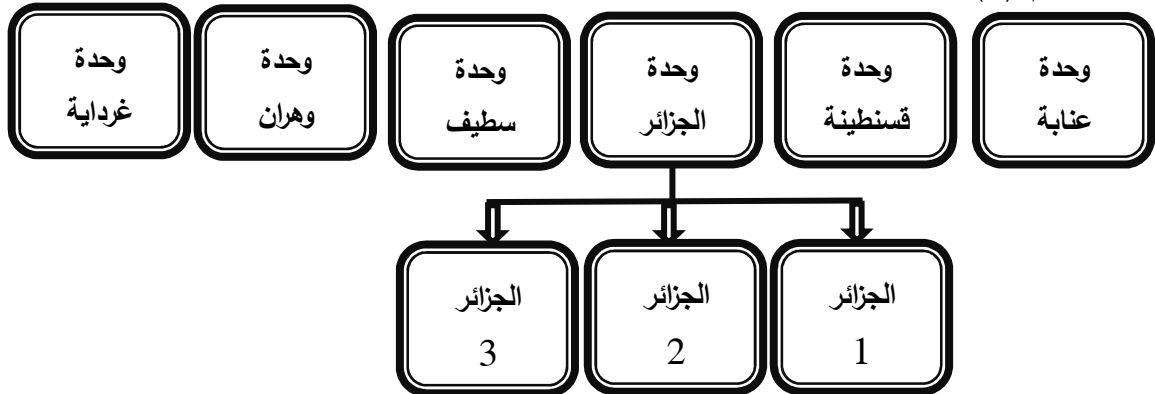 وحدة
عنابة
وحدة
قسنطينة
وحدة
الجزائر
وحدة
سطيف
وحدة
وهران
وحدة
غرداية
الجزائر
1
الجزائر
2
الجزائر
3